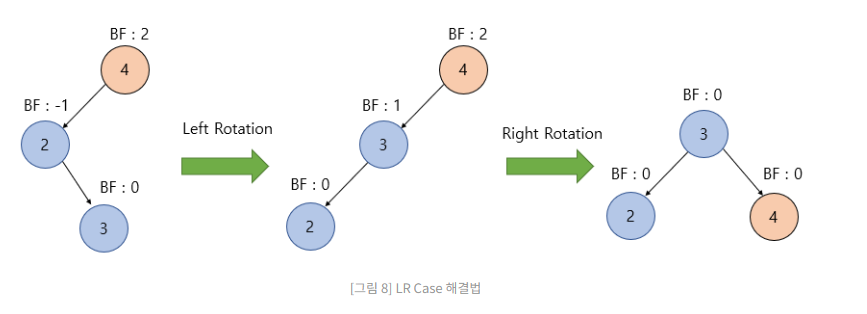 BF : 2
4
BF : -1
2
BF : 0
3
Left Rotation
BF : 2
4
BF : 1
3
BF : 0
2
Right Rotation
BF : 0
3
BF : 0
2
BF : 0
4
[그림 8] LR Case 해결법